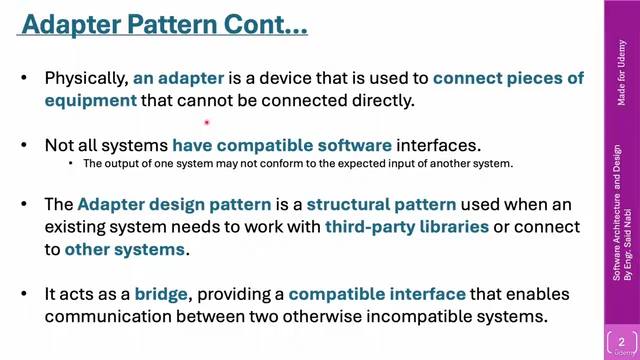 Adapter Pattern Cont...
• Physically, an adapter is a device that is used to connect pieces of
equipment that cannot be connected directly.
• Not all systems have compatible software interfaces.
• The output of one system may not conform to the expected input of another system.
• The Adapter design pattern is a structural pattern used when an
existing system needs to work with third-party libraries or connect
to other systems.
• It acts as a bridge, providing a compatible interface that enables
communication between two otherwise incompatible systems.
Made for Udemy
Software Architecture and Design
By Engr. Said Nabi
2
Udemy